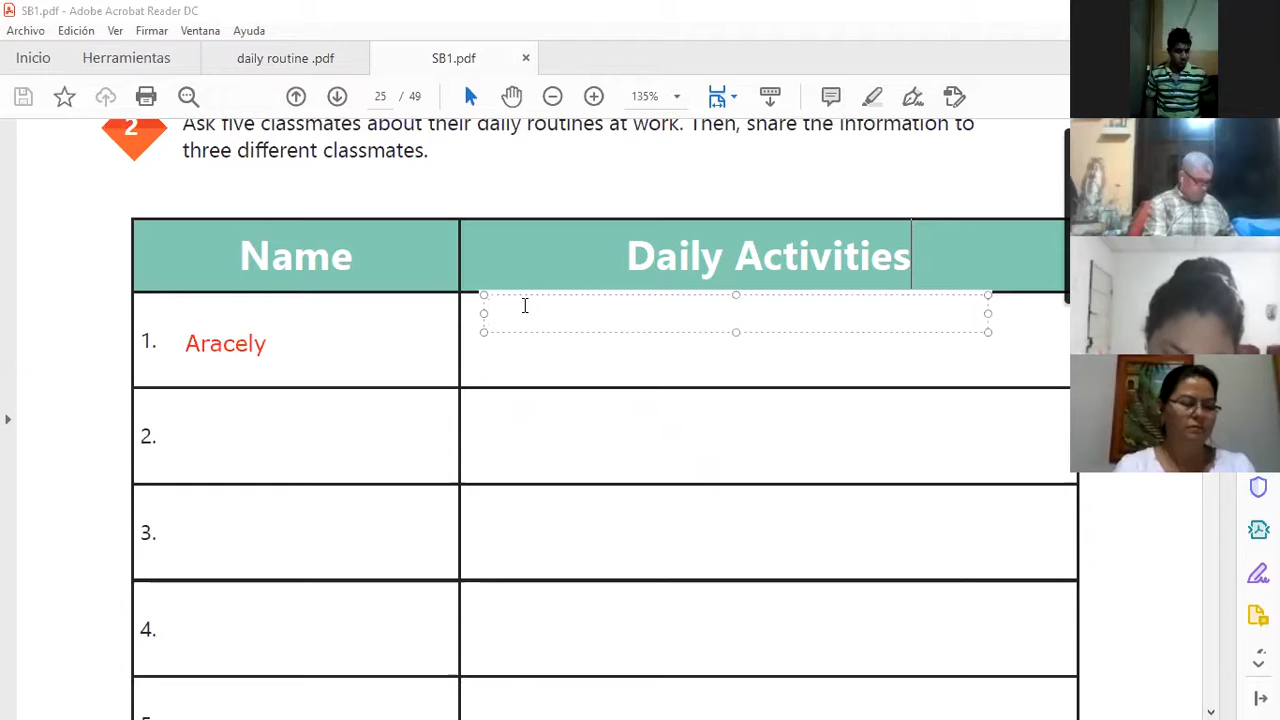 SB1.pdf - Adobe Acrobat Reader DC
Archivo Edición Ver Firmar Ventana Ayuda
Inicio Herramientas daily routine .pdf SB1.pdf ×
25 / 49 135%
2 Ask five classmates about their daily routines at work. Then, share the information to
three different classmates.
Name Daily Activities
1. Aracely
2.
3.
4.